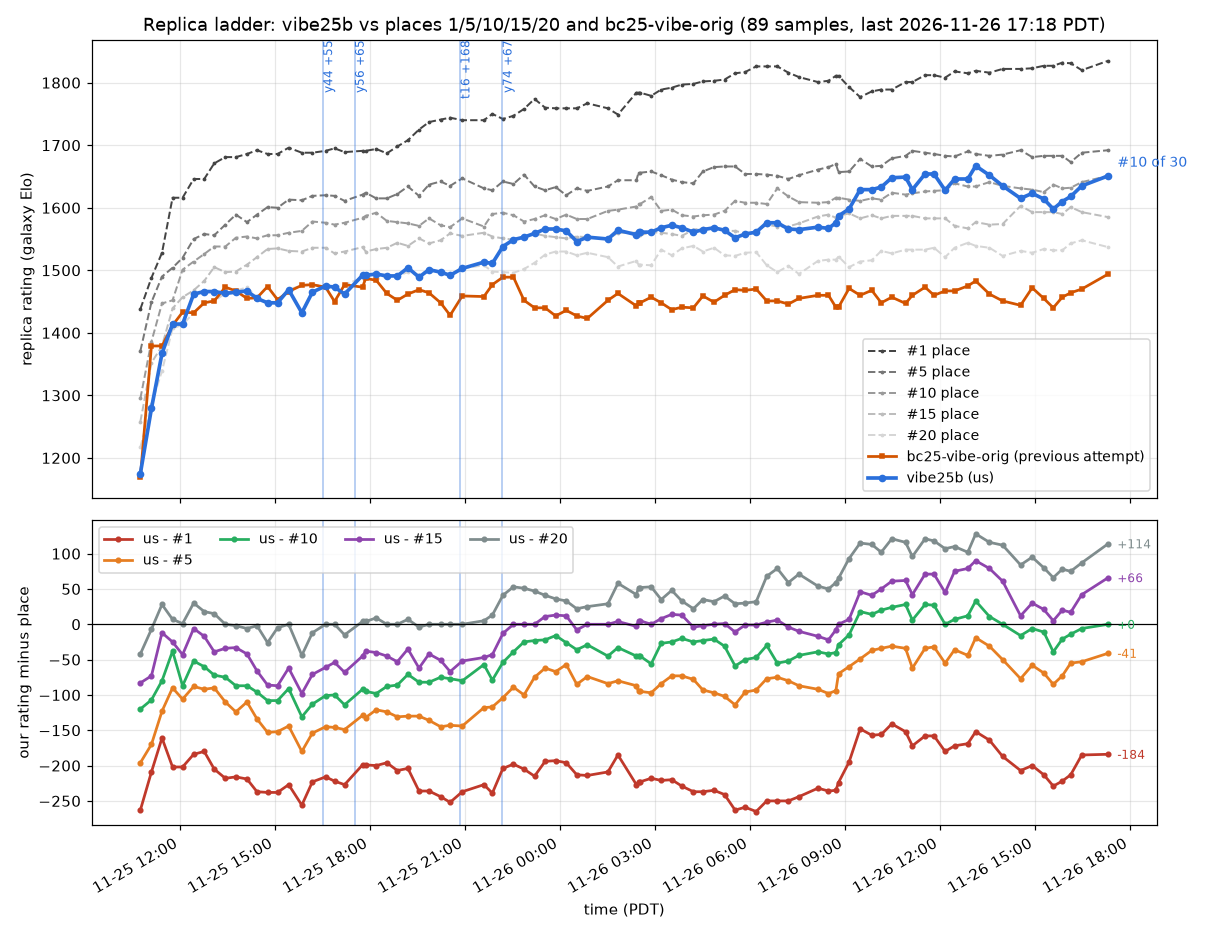 Replica ladder: vibe25b vs places 1/5/10/15/20 and bc25-vibe-orig (89 samples, last 2026-11-26 17:18 PDT)
replica rating (galaxy Elo)
1800
1700
1600
1500
1400
1300
1200
y44 +55
y56 +65
t16 +168
y74 +67
#10 of 30
#1 place
#5 place
#10 place
#15 place
#20 place
bc25-vibe-orig (previous attempt)
vibe25b (us)
our rating minus place
100
50
0
−50
−100
−150
−200
−250
us - #1
us - #5
us - #10
us - #15
us - #20
+114
+66
+0
-41
-184
11-25 12:00
11-25 15:00
11-25 18:00
11-25 21:00
11-26 00:00
11-26 03:00
11-26 06:00
11-26 09:00
11-26 12:00
11-26 15:00
11-26 18:00
time (PDT)